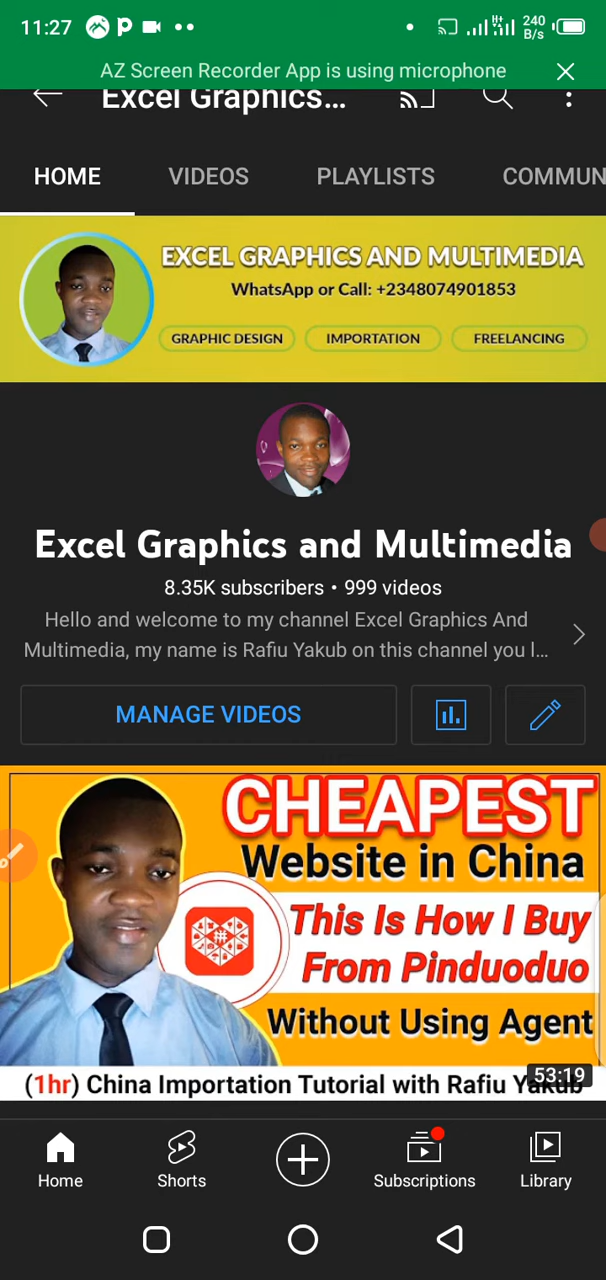 11:27
240
B/s
AZ Screen Recorder App is using microphone
Excel Graphics...
HOME VIDEOS PLAYLISTS COMMUN
EXCEL GRAPHICS AND MULTIMEDIA
WhatsApp or Call: +2348074901853
GRAPHIC DESIGN IMPORTATION FREELANCING
Excel Graphics and Multimedia
8.35K subscribers • 999 videos
Hello and welcome to my channel Excel Graphics And
Multimedia, my name is Rafiu Yakub on this channel you l...
MANAGE VIDEOS
CHEAPEST
Website in China
This Is How I Buy
From Pinduoduo
Without Using Agent
(1hr) China Importation Tutorial with Rafiu Yakub
53:19
Home Shorts Subscriptions Library